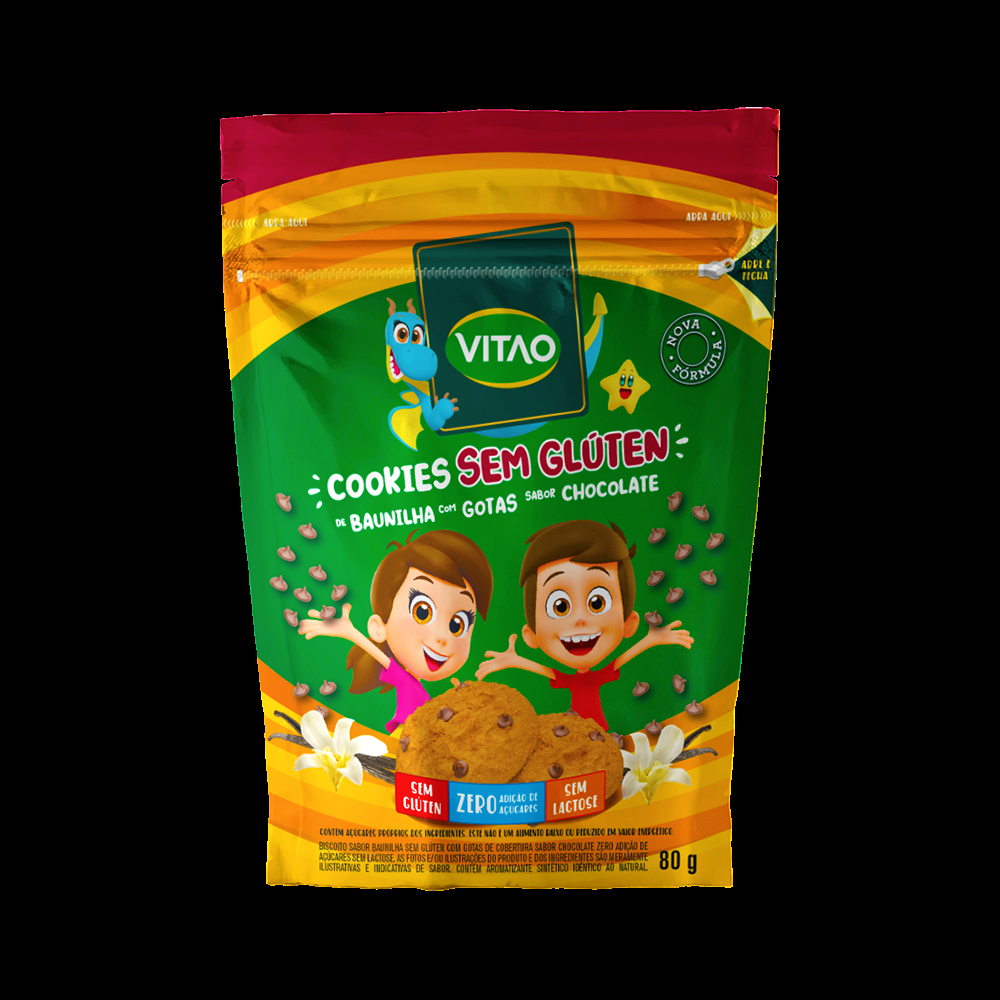 ABRA AQUI
ABRA AQUI
ABRE E
FECHA
VITAO
NOVA
FÓRMULA
COOKIES SEM GLÚTEN
DE BAUNILHA COM GOTAS SABOR CHOCOLATE
SEM
GLÚTEN
ZERO ADIÇÃO DE
AÇÚCARES
SEM
LACTOSE
CONTÉM AÇÚCARES PRÓPRIOS DOS INGREDIENTES. ESTE NÃO É UM ALIMENTO BAIXO OU REDUZIDO EM VALOR ENERGÉTICO.
BISCOITO SABOR BAUNILHA SEM GLÚTEN COM GOTAS DE COBERTURA SABOR CHOCOLATE ZERO ADIÇÃO DE
AÇÚCARES SEM LACTOSE. AS FOTOS E/OU ILUSTRAÇÕES DO PRODUTO E DOS INGREDIENTES SÃO MERAMENTE
ILUSTRATIVAS E INDICATIVAS DE SABOR. CONTÉM AROMATIZANTE SINTÉTICO IDÊNTICO AO NATURAL.
80 g